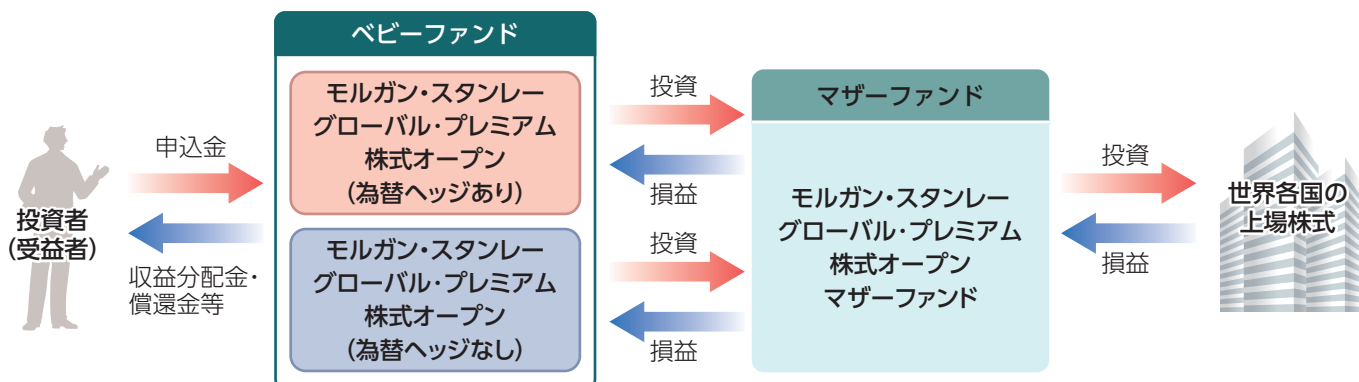 ベビーファンド
モルガン・スタンレー
グローバル・プレミアム
株式オープン
(為替ヘッジあり)
モルガン・スタンレー
グローバル・プレミアム
株式オープン
(為替ヘッジなし)
申込金
投資者
(受益者)
収益分配金・
償還金等
投資
損益
投資
損益
マザーファンド
モルガン・スタンレー
グローバル・プレミアム
株式オープン
マザーファンド
投資
損益
世界各国の
上場株式